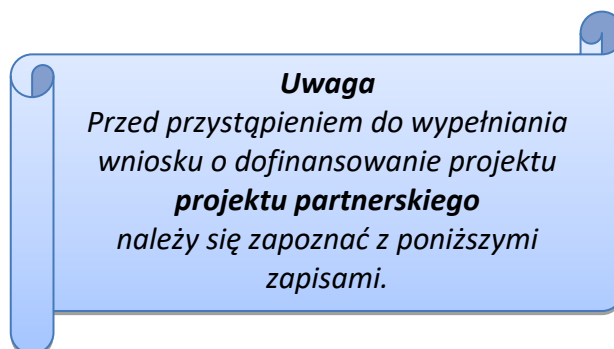 Uwaga
Przed przystąpieniem do wypełniania
wniosku o dofinansowanie projektu
projektu partnerskiego
należy się zapoznać z poniższymi
zapisami.